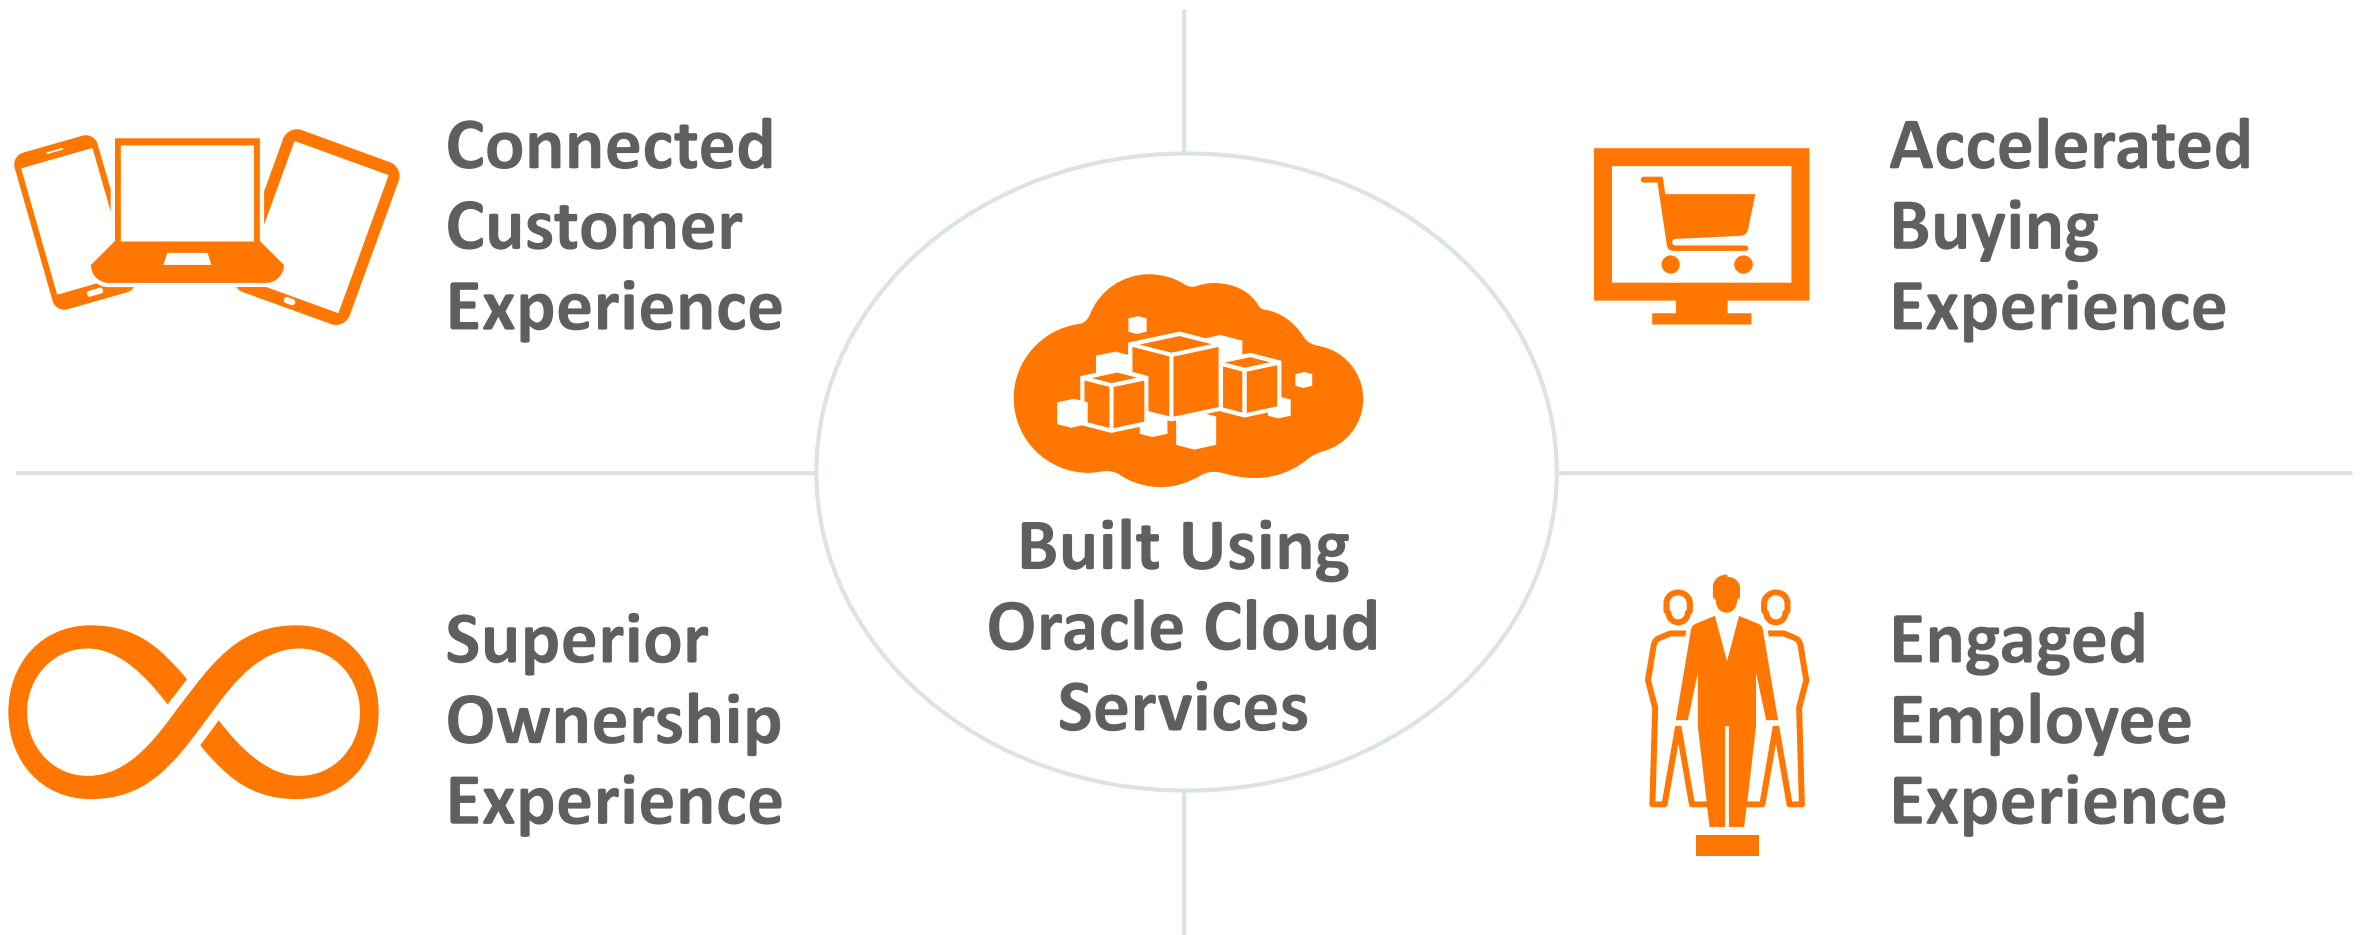 Connected
Customer
Experience
Accelerated
Buying
Experience
Built Using
Oracle Cloud
Services
Superior
Ownership
Experience
Engaged
Employee
Experience